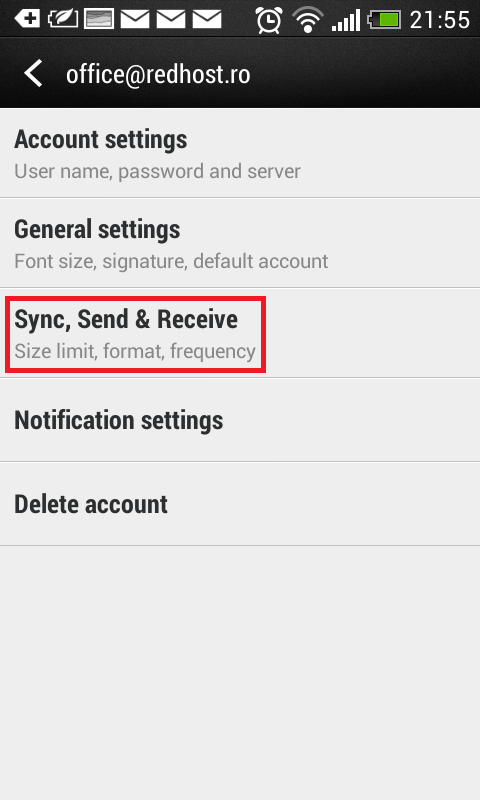 21:55
office@redhost.ro
Account settings
User name, password and server
General settings
Font size, signature, default account
Sync, Send & Receive
Size limit, format, frequency
Notification settings
Delete account